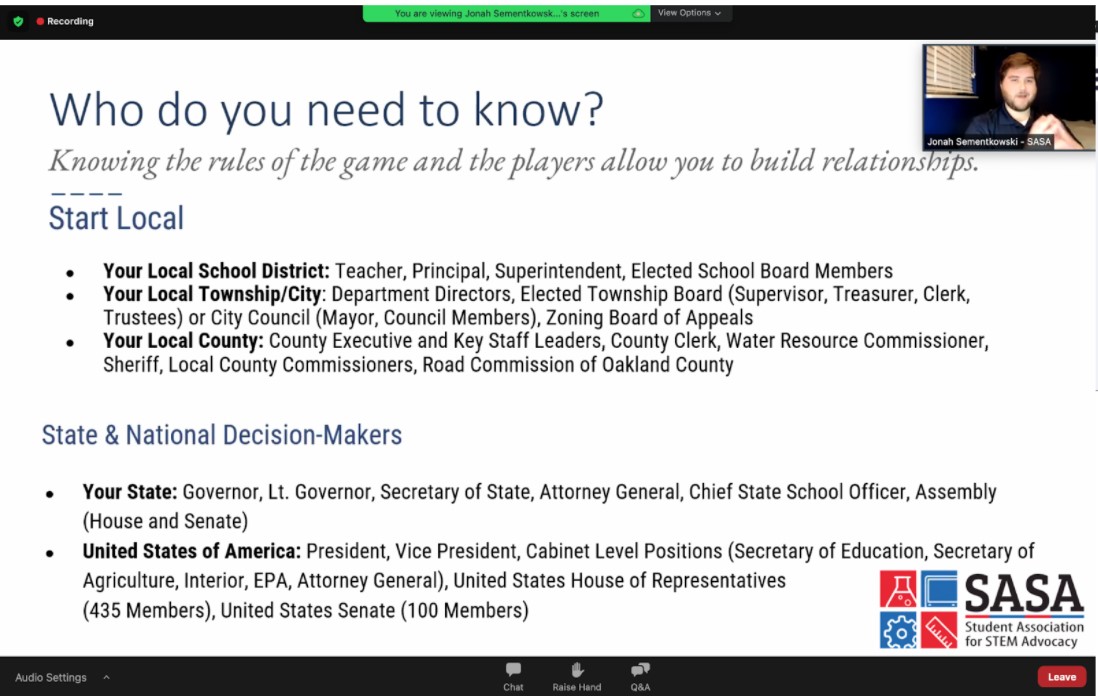 Recording
You are viewing Jonah Sementkowsk...'s screen
View Options
Who do you need to know?
Jonah Sementkowski - SASA
Knowing the rules of the game and the players allow you to build relationships.
Start Local
• Your Local School District: Teacher, Principal, Superintendent, Elected School Board Members
• Your Local Township/City: Department Directors, Elected Township Board (Supervisor, Treasurer, Clerk,
Trustees) or City Council (Mayor, Council Members), Zoning Board of Appeals
• Your Local County: County Executive and Key Staff Leaders, County Clerk, Water Resource Commissioner,
Sheriff, Local County Commissioners, Road Commission of Oakland County
State & National Decision-Makers
• Your State: Governor, Lt. Governor, Secretary of State, Attorney General, Chief State School Officer, Assembly
(House and Senate)
• United States of America: President, Vice President, Cabinet Level Positions (Secretary of Education, Secretary of
Agriculture, Interior, EPA, Attorney General), United States House of Representatives
(435 Members), United States Senate (100 Members)
SASA
Student Association
for STEM Advocacy
Audio Settings
Chat
Raise Hand
Q&A
Leave